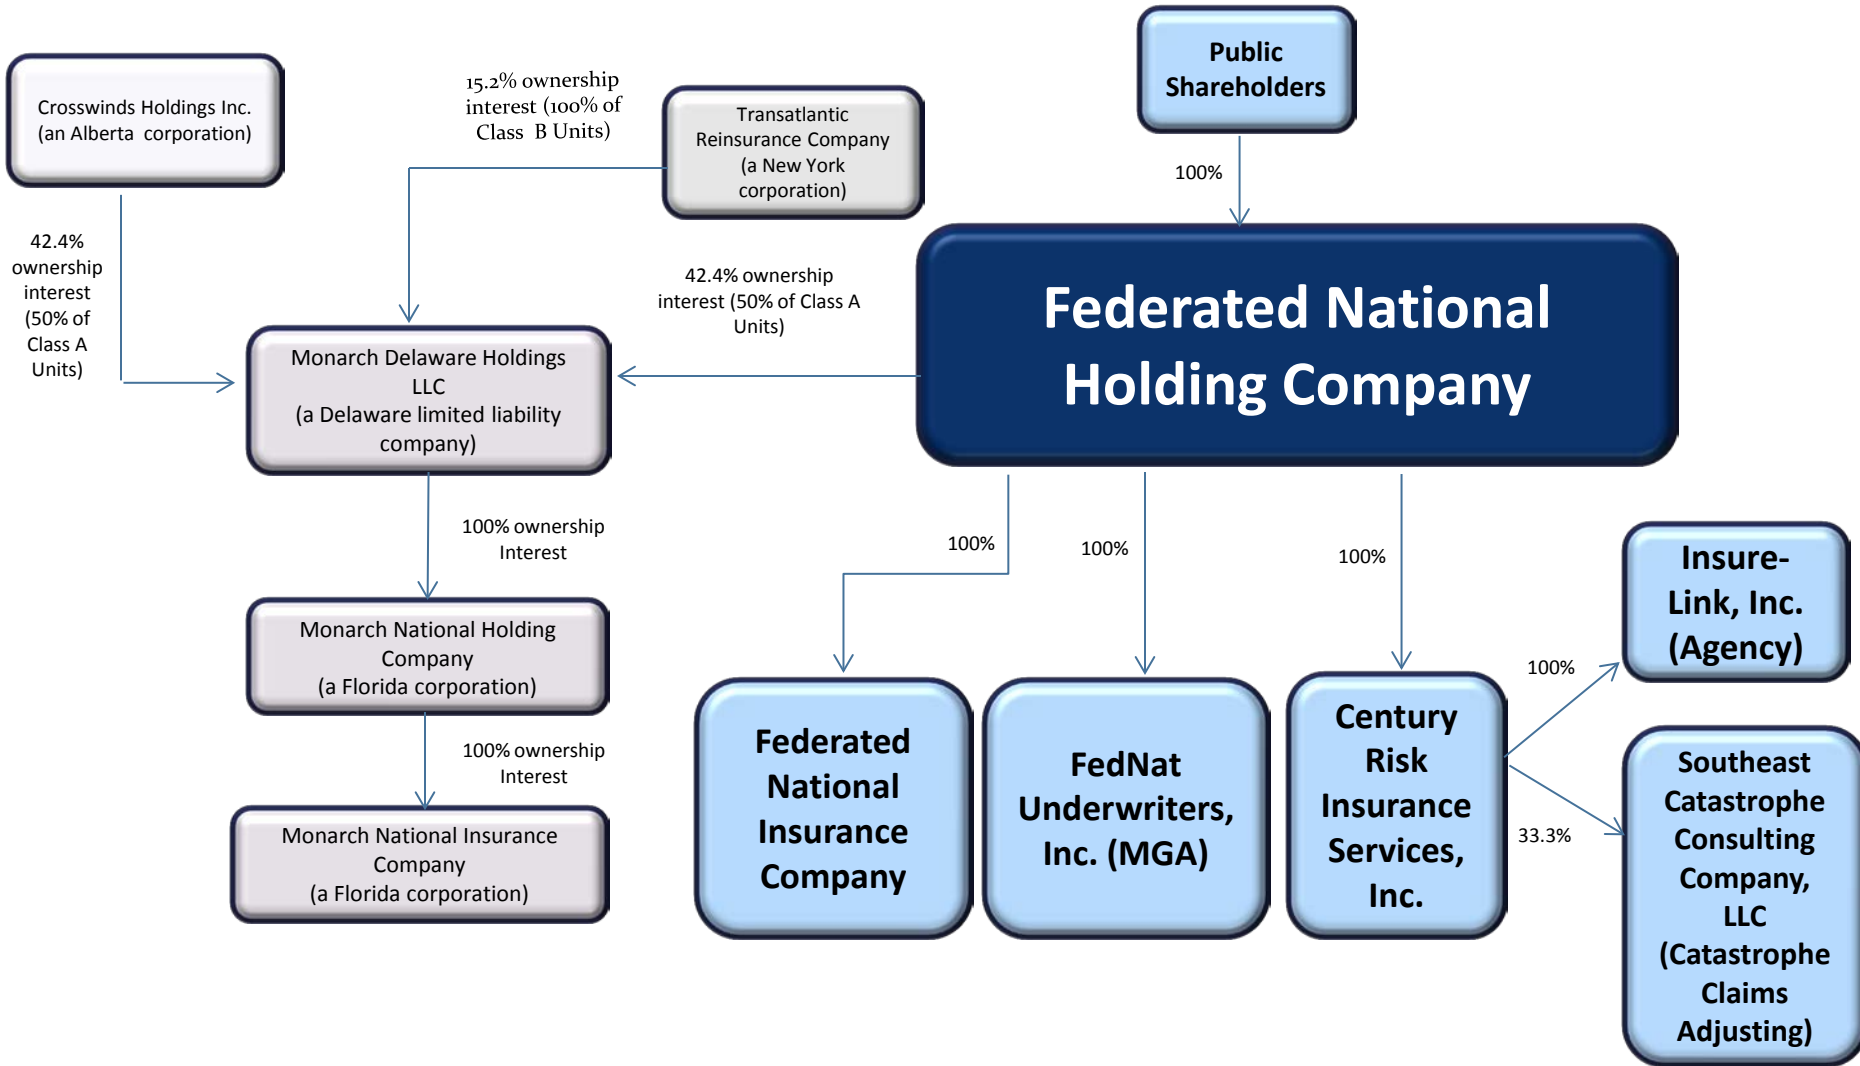 Public
Shareholders
Crosswinds Holdings Inc.
(an Alberta corporation)
15.2% ownership
interest (100% of
Class B Units)
Transatlantic
Reinsurance Company
(a New York
corporation)
100%
42.4%
ownership
interest
(50% of
Class A
Units)
42.4% ownership
interest (50% of Class A
Units)
Federated National
Holding Company
Monarch Delaware Holdings
LLC
(a Delaware limited liability
company)
100% ownership
Interest
100%
100%
100%
Insure-
Link, Inc.
(Agency)
Monarch National Holding
Company
(a Florida corporation)
100%
Federated
National
Insurance
Company
FedNat
Underwriters,
Inc. (MGA)
Century
Risk
Insurance
Services,
Inc.
100% ownership
Interest
33.3%
Southeast
Catastrophe
Consulting
Company,
LLC
(Catastrophe
Claims
Adjusting)
Monarch National Insurance
Company
(a Florida corporation)